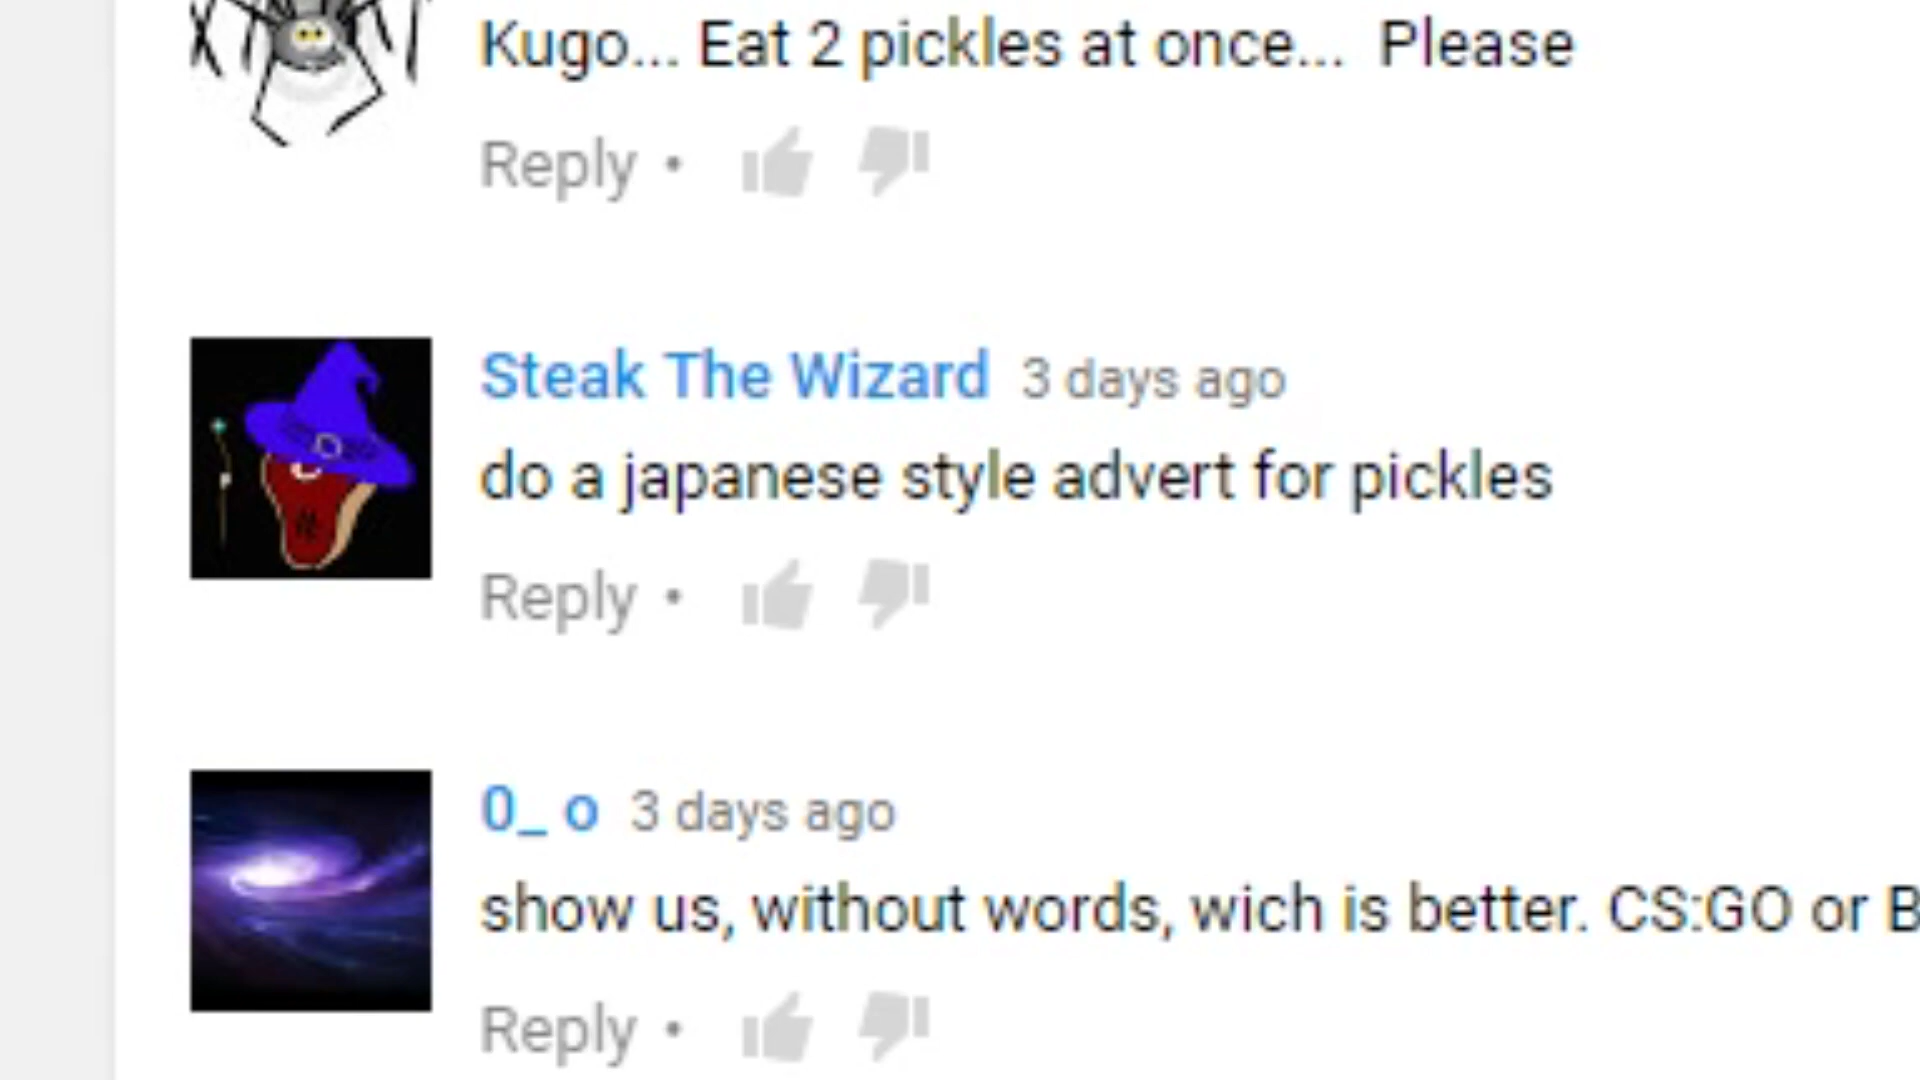 Kugo... Eat 2 pickles at once... Please
Reply •
Steak The Wizard 3 days ago
do a japanese style advert for pickles
Reply •
0_ o 3 days ago
show us, without words, wich is better. CS:GO or B
Reply •